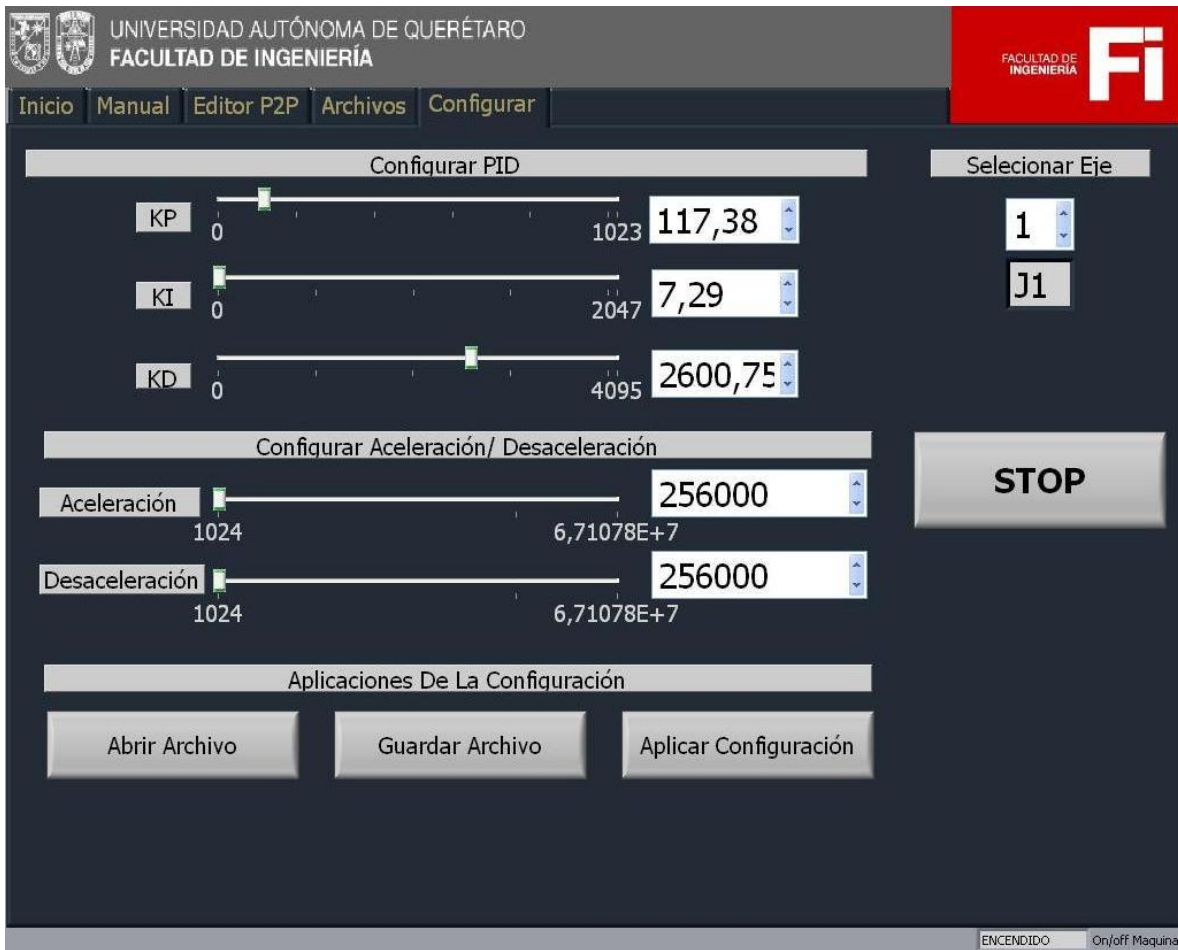 UNIVERSIDAD AUTÓNOMA DE QUERÉTARO
FACULTAD DE INGENIERÍA
FACULTAD DE
INGENIERÍA
Fi
Inicio Manual Editor P2P Archivos Configurar
Configurar PID
Selecionar Eje
KP
0
1023
117,38
1
J1
KI
0
2047
7,29
KD
0
4095
2600,75
Configurar Aceleración/ Desaceleración
Aceleración
1024
6,71078E+7
256000
STOP
Desaceleración
1024
6,71078E+7
256000
Aplicaciones De La Configuración
Abrir Archivo
Guardar Archivo
Aplicar Configuración
ENCENDIDO On/off Maquina